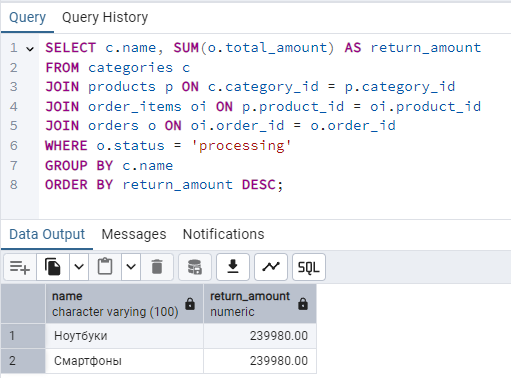 Query Query History
1 SELECT c.name, SUM(o.total_amount) AS return_amount
2 FROM categories c
3 JOIN products p ON c.category_id = p.category_id
4 JOIN order_items oi ON p.product_id = oi.product_id
5 JOIN orders o ON oi.order_id = o.order_id
6 WHERE o.status = 'processing'
7 GROUP BY c.name
8 ORDER BY return_amount DESC;
Data Output Messages Notifications
SQL
name return_amount
character varying (100) numeric
1 Ноутбуки 239980.00
2 Смартфоны 239980.00